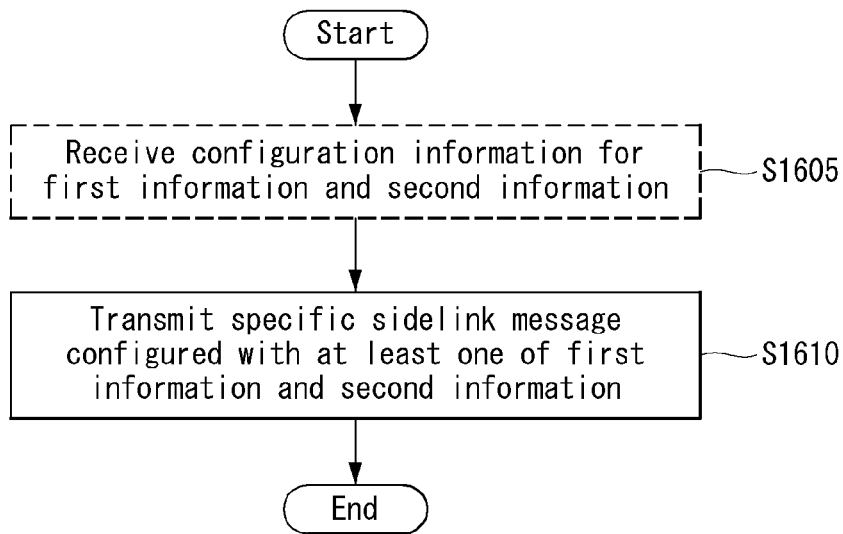 Start
Receive configuration information for
first information and second information
S1605
Transmit specific sidelink message
configured with at least one of first
information and second information
S1610
End